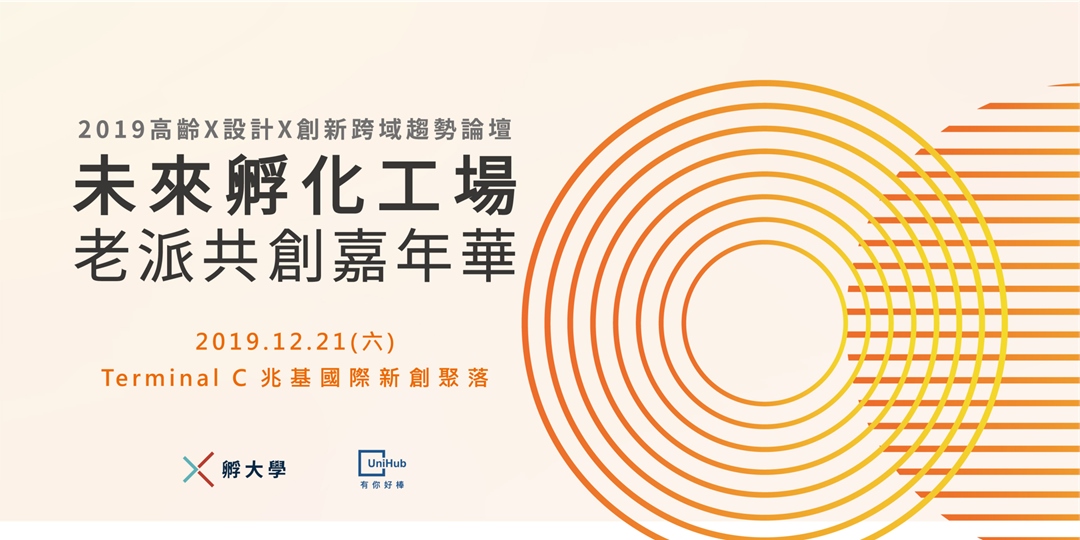 2019高齡X設計X創新跨域趨勢論壇
未來孵化工場
老派共創嘉年華
2019.12.21(六)
Terminal C 兆基國際新創聚落
孵大學
UniHub
有你好棒